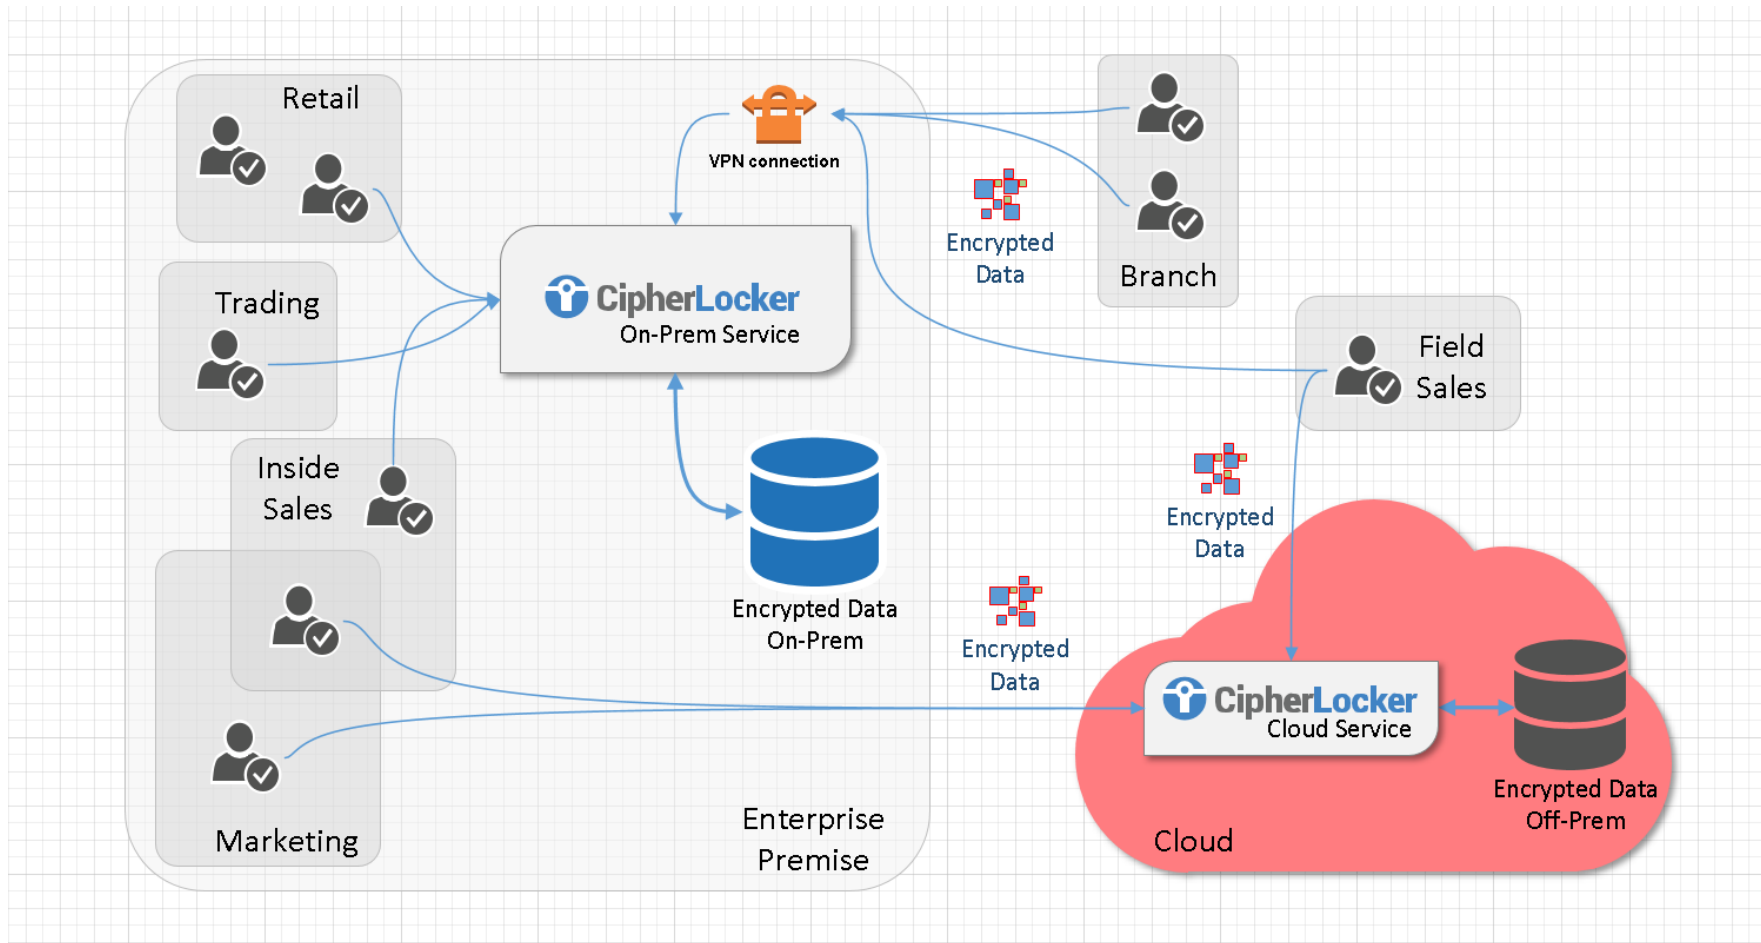 Retail
VPN connection
Encrypted
Data
Branch
Trading
CipherLocker
On-Prem Service
Field
Sales
Inside
Sales
Encrypted
Data
Encrypted Data
On-Prem
Encrypted
Data
CipherLocker
Cloud Service
Encrypted Data
Off-Prem
Marketing
Enterprise
Premise
Cloud